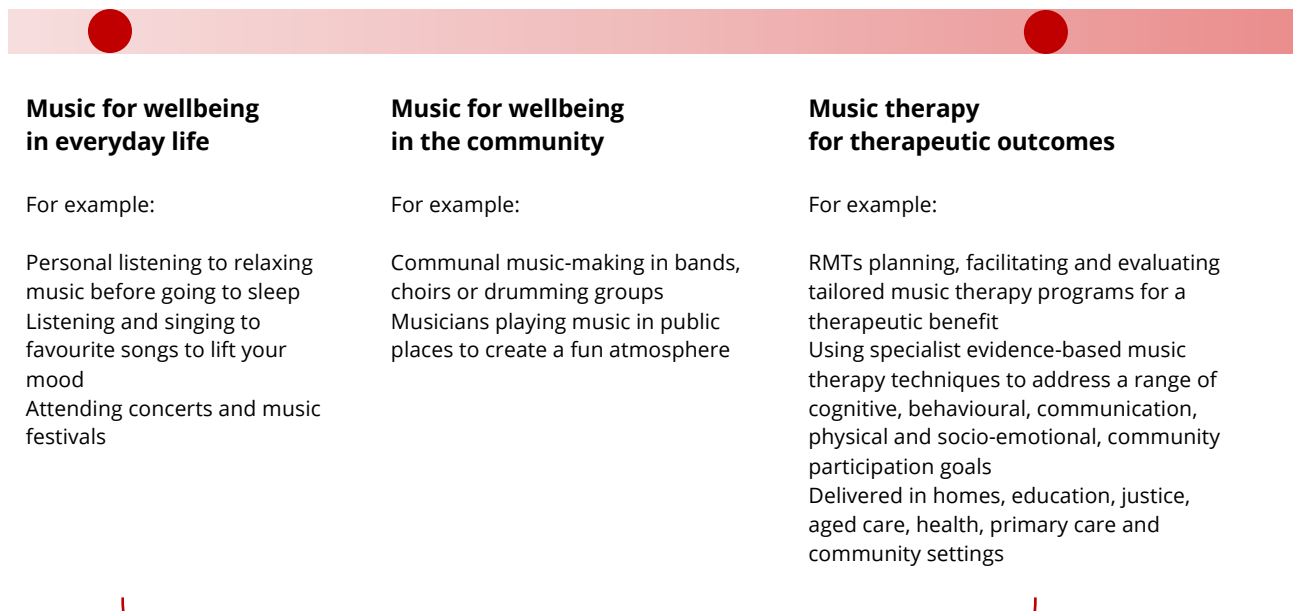 Music for wellbeing
in everyday life
For example:
Personal listening to relaxing
music before going to sleep
Listening and singing to
favourite songs to lift your
mood
Attending concerts and music
festivals
Music for wellbeing
in the community
For example:
Communal music-making in bands,
choirs or drumming groups
Musicians playing music in public
places to create a fun atmosphere
Music therapy
for therapeutic outcomes
For example:
RMTs planning, facilitating and evaluating
tailored music therapy programs for a
therapeutic benefit
Using specialist evidence-based music
therapy techniques to address a range of
cognitive, behavioural, communication,
physical and socio-emotional, community
participation goals
Delivered in homes, education, justice,
aged care, health, primary care and
community settings